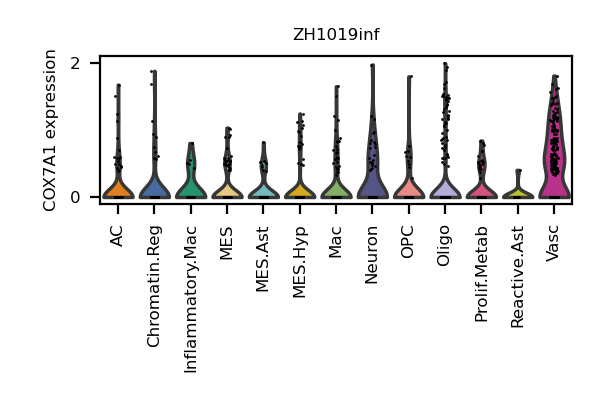 ZH1019inf
COX7A1 expression
2
0
AC
Chromatin.Reg
Inflammatory.Mac
MES
MES.Ast
MES.Hyp
Mac
Neuron
OPC
Oligo
Prolif.Metab
Reactive.Ast
Vasc